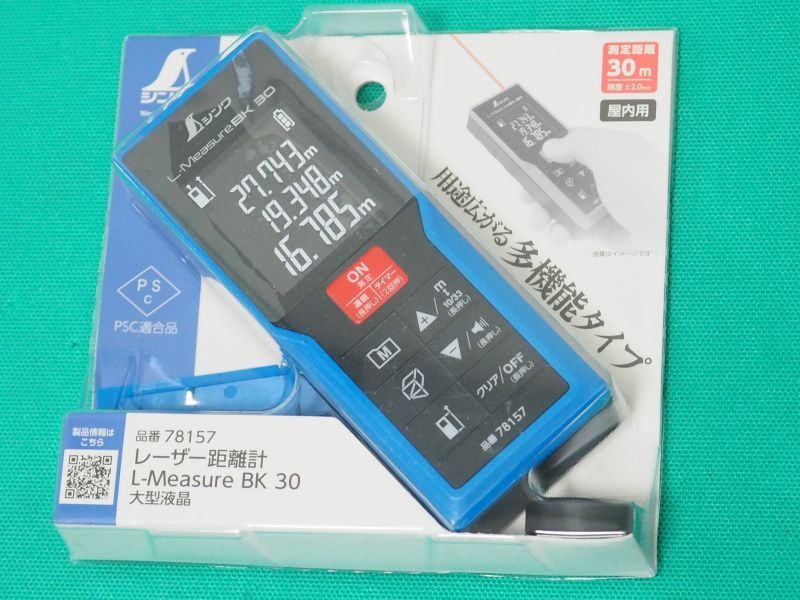 シンワ
測定距離
30m
精度 ±2.0mm
屋内用
シンワ
L-Measure BK 30
27.743m
19.348m
16.785m
用途広がる多機能タイプ
画像はイメージです
ON
測定
連続 (長押し)
タイマー (2回押)
m
10/33
(長押し)
(長押し)
M
クリア/OFF
(長押し)
品番 78157
PS
C
PSC適合品
製品情報は
こちら
品番 78157
レーザー距離計
L-Measure BK 30
大型液晶